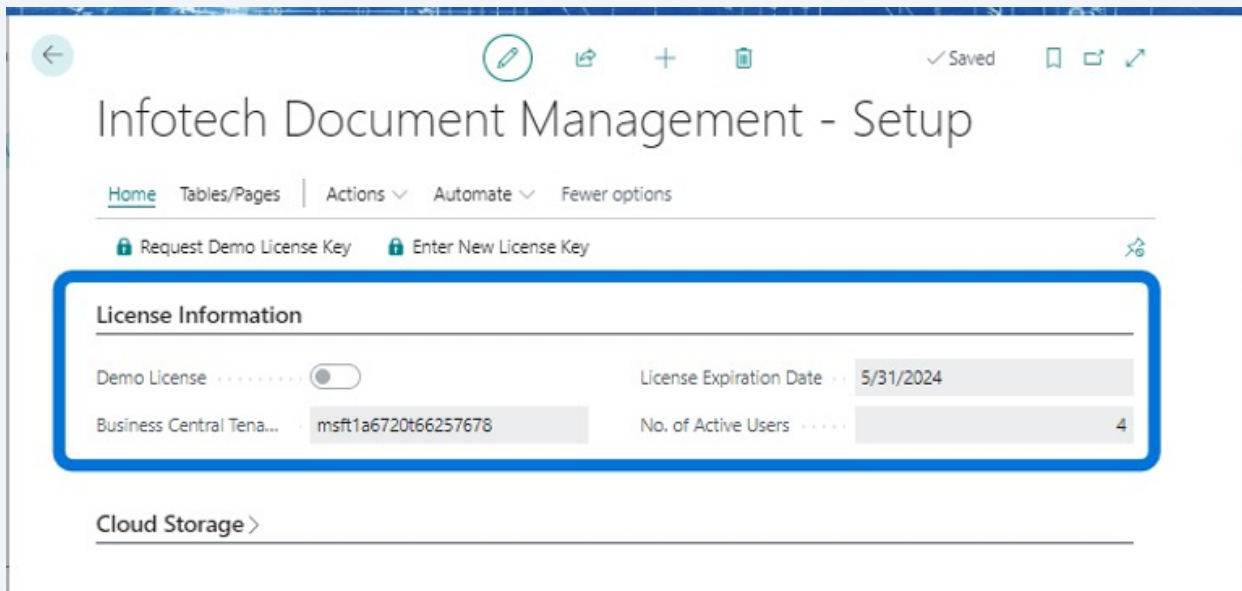 Saved
Infotech Document Management - Setup
Home Tables/Pages Actions Automate Fewer options
Request Demo License Key Enter New License Key
License Information
Demo License License Expiration Date 5/31/2024
Business Central Tena... msft1a6720t66257678 No. of Active Users 4
Cloud Storage